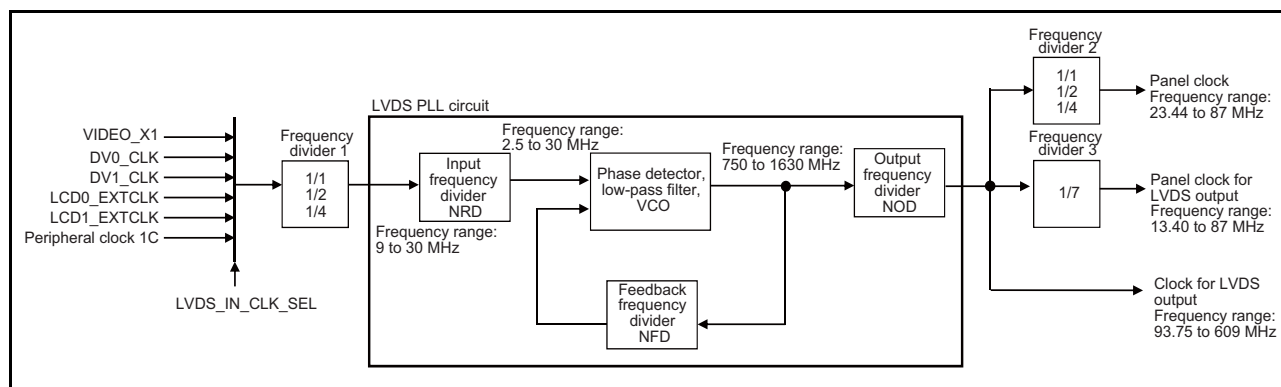 VIDEO_X1
DV0_CLK
DV1_CLK
LCD0_EXTCLK
LCD1_EXTCLK
Peripheral clock 1C
LVDS_IN_CLK_SEL
Frequency
divider 1
1/1
1/2
1/4
LVDS PLL circuit
Input
frequency
divider
NRD
Frequency range:
9 to 30 MHz
Frequency range:
2.5 to 30 MHz
Phase detector,
low-pass filter,
VCO
Feedback
frequency
divider
NFD
Frequency range:
750 to 1630 MHz
Output
frequency
divider
NOD
Frequency
divider 2
1/1
1/2
1/4
Panel clock
Frequency range:
23.44 to 87 MHz
Frequency
divider 3
1/7
Panel clock for
LVDS output
Frequency range:
13.40 to 87 MHz
Clock for LVDS
output
Frequency range:
93.75 to 609 MHz